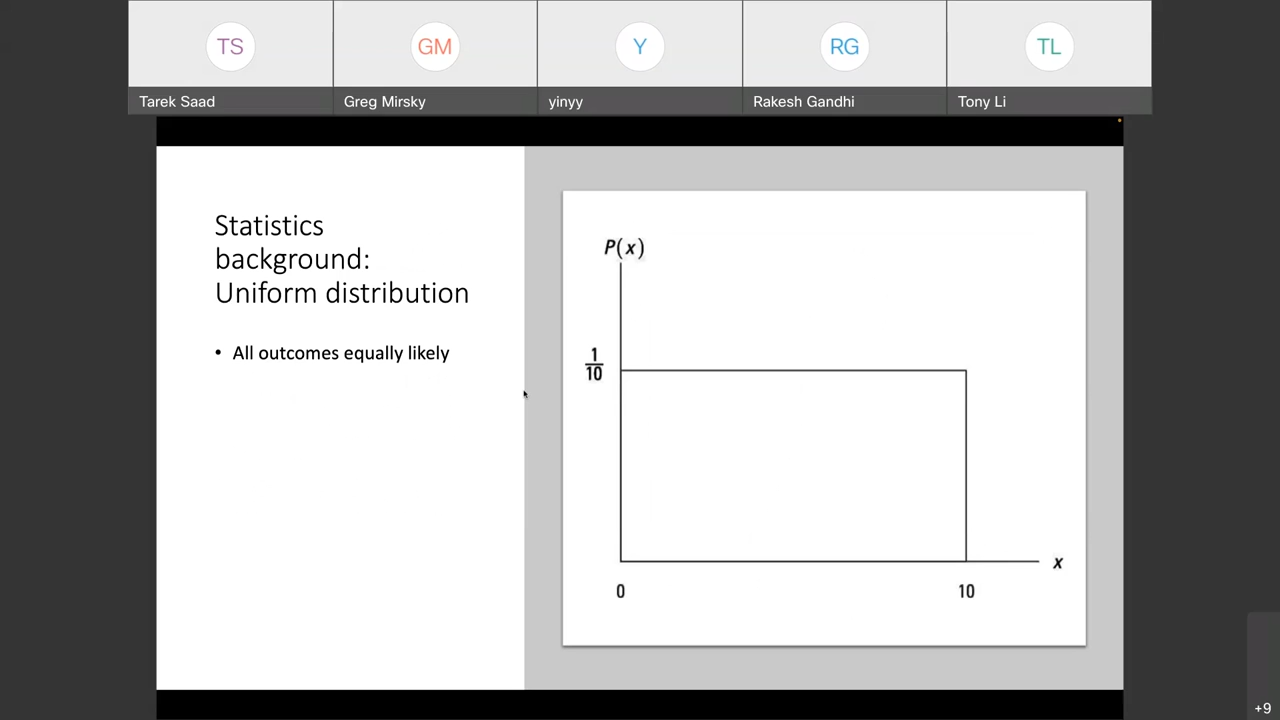 TS
GM
Y
RG
TL
Tarek Saad
Greg Mirsky
yinyy
Rakesh Gandhi
Tony Li
Statistics
background:
Uniform distribution
• All outcomes equally likely
P(x)
1
10
0
10
x
+9